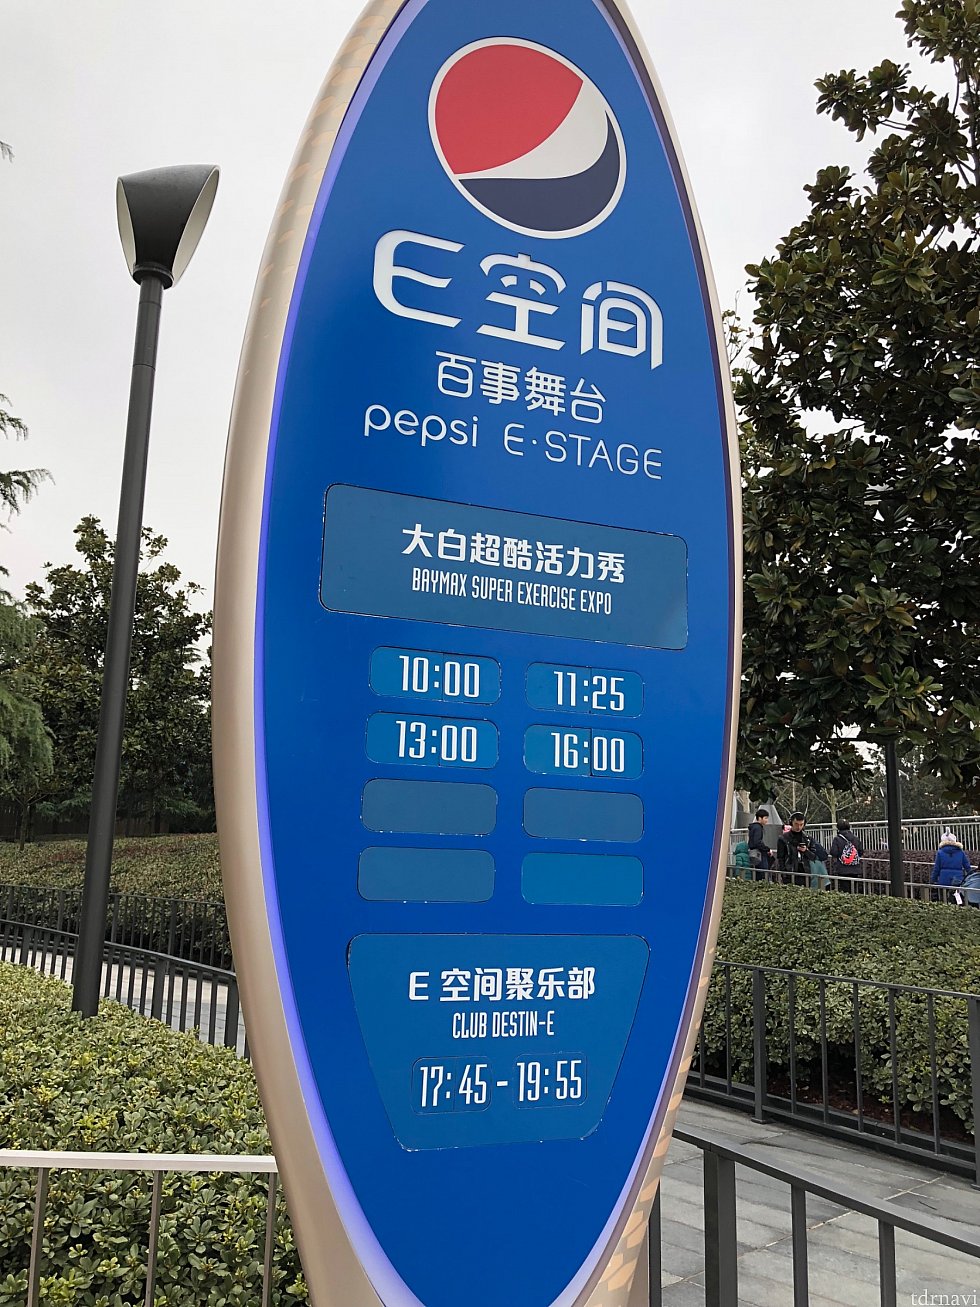 E空间
百事舞台
pepsi E·STAGE
大白超酷活力秀
BAYMAX SUPER EXERCISE EXPO
10:00 11:25
13:00 16:00
E 空间聚乐部
CLUB DESTIN-E
17:45 - 19:55
tdrnavi